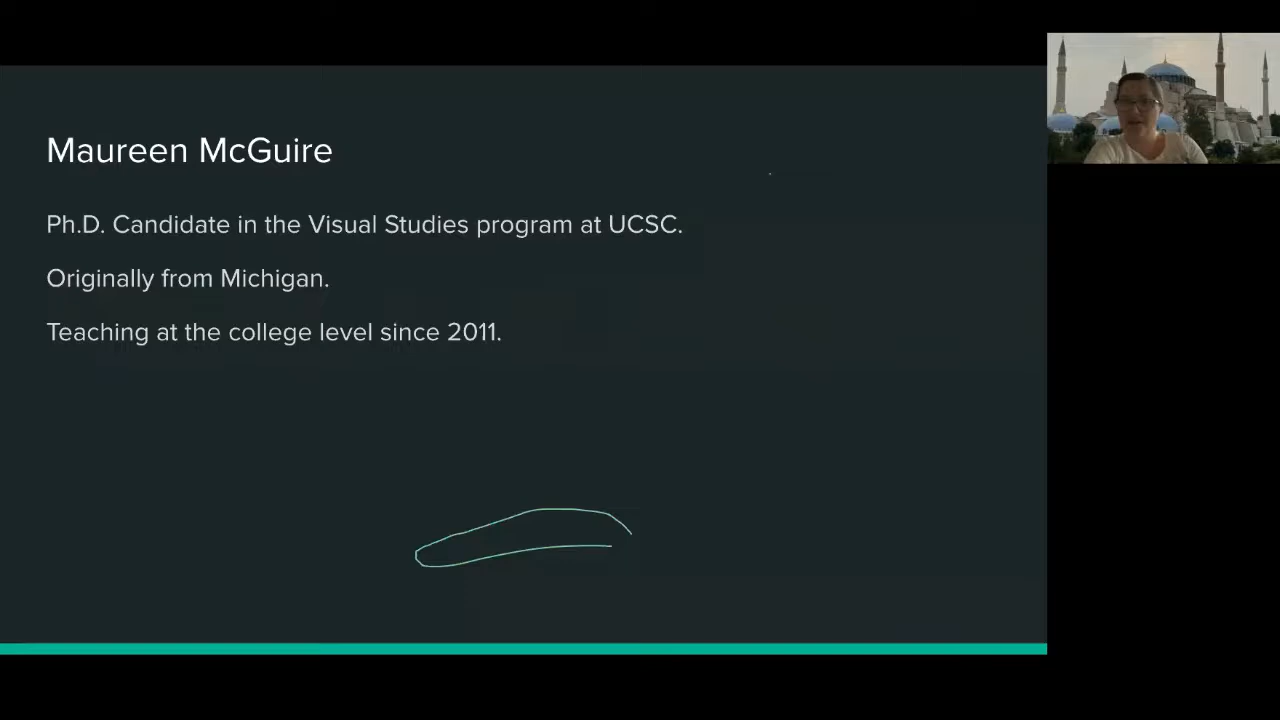 Maureen McGuire
Ph.D. Candidate in the Visual Studies program at UCSC.
Originally from Michigan.
Teaching at the college level since 2011.